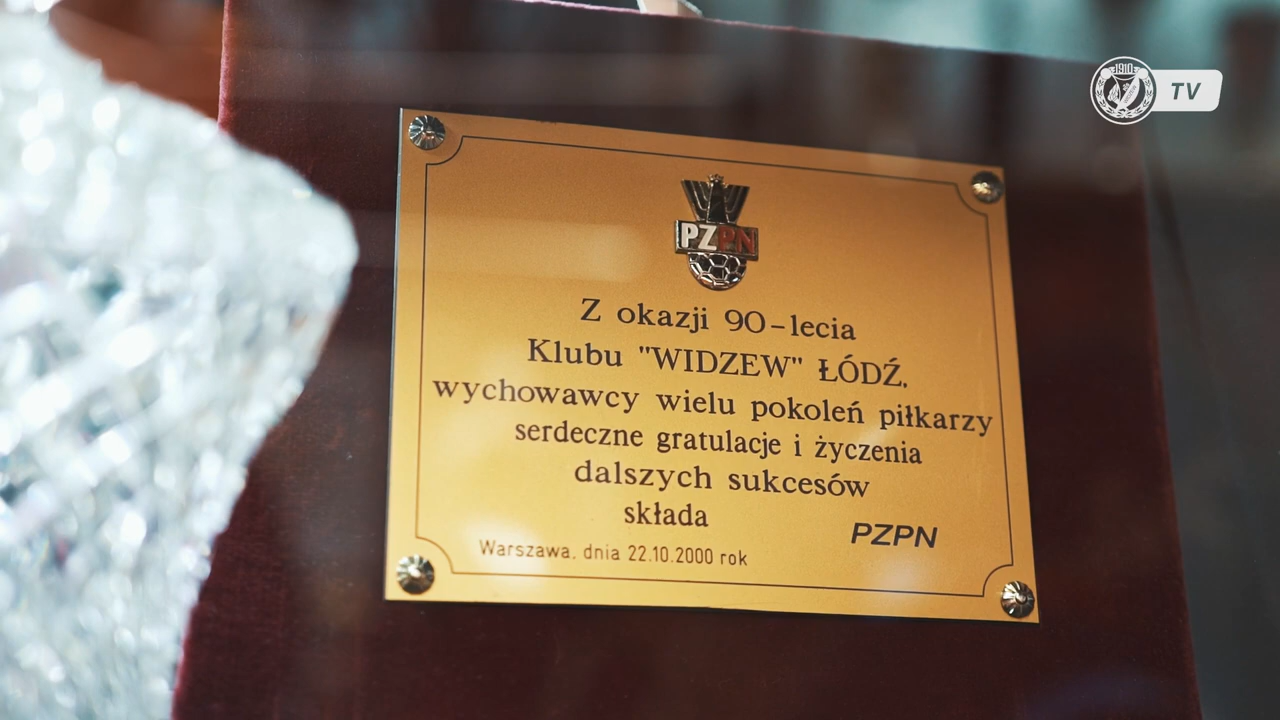 1910
TV
PZPN
Z okazji 90-lecia
Klubu "WIDZEW" ŁÓDŹ,
wychowawcy wielu pokoleń piłkarzy
serdeczne gratulacje i życzenia
dalszych sukcesów
składa
PZPN
Warszawa, dnia 22.10.2000 rok